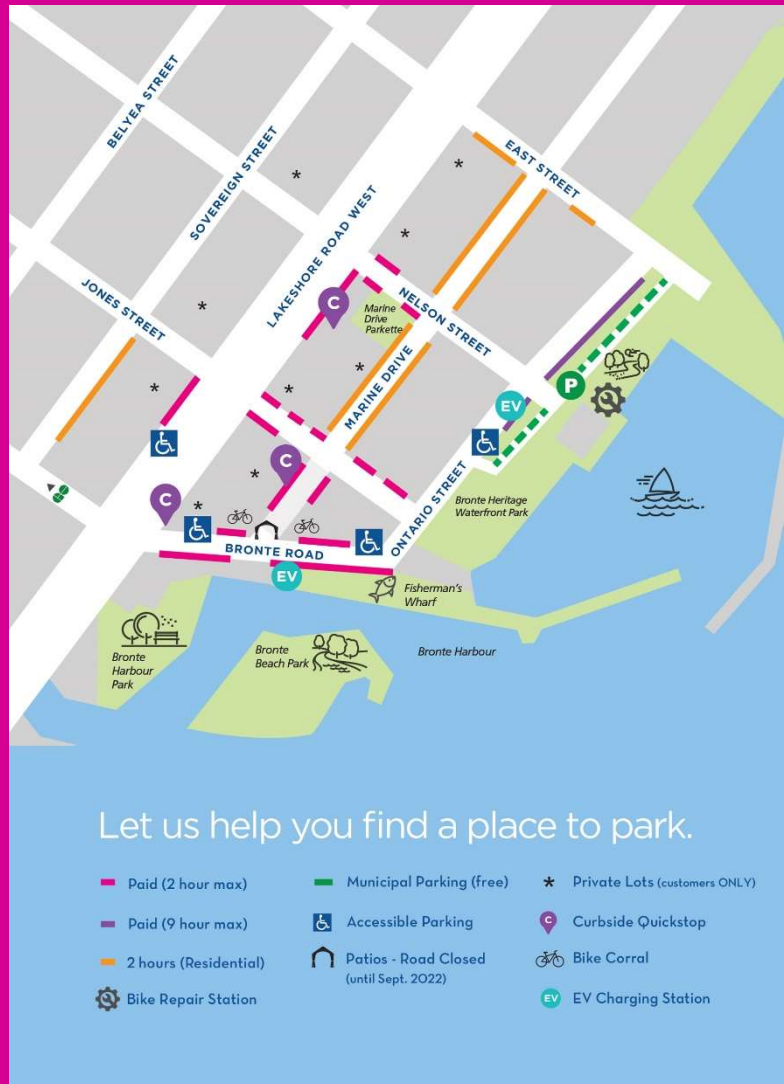 BELYEA STREET
SOVEREIGN STREET
LAKESHORE ROAD WEST
EAST STREET
JONES STREET
C
Marine
Drive
Parkette
NELSON STREET
MARINE DRIVE
P
EV
C
C
ONTARIO STREET
Bronte Heritage
Waterfront Park
BRONTE ROAD
EV
Fisherman's
Wharf
Bronte
Harbour
Park
Bronte
Beach Park
Bronte Harbour
Let us help you find a place to park.
Paid (2 hour max)
Municipal Parking (free)
* Private Lots (customers ONLY)
Paid (9 hour max)
Accessible Parking
C Curbside Quickstop
2 hours (Residential)
Patios - Road Closed
(until Sept. 2022)
Bike Corral
Bike Repair Station
EV EV Charging Station